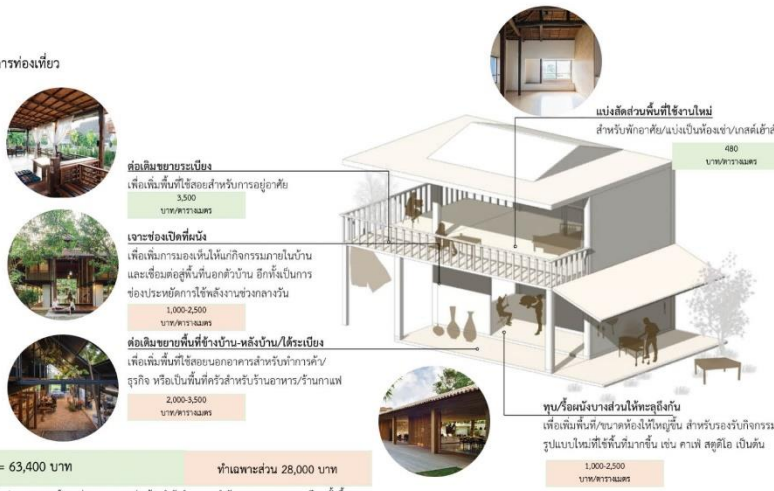 การท่องเที่ยว
แบ่งสัดส่วนพื้นที่ใช้งานใหม่
สำหรับพักอาศัย/แบ่งเป็นห้องเช่า/เกสต์เฮ้าส์
480
บาท/ตารางเมตร
ต่อเติมขยายระเบียง
เพื่อเพิ่มพื้นที่ใช้สอยสำหรับการอยู่อาศัย
3,500
บาท/ตารางเมตร
เจาะช่องเปิดที่ผนัง
เพื่อเพิ่มการมองเห็นให้แก่กิจกรรมภายในบ้าน
และเชื่อมต่อสู่พื้นที่นอกตัวบ้าน อีกทั้งเป็นการ
ช่องประหยัดการใช้พลังงานช่วงกลางวัน
1,000-2,500
บาท/ตารางเมตร
ต่อเติมขยายพื้นที่ข้างบ้าน-หลังบ้าน/ใต้ระเบียง
เพื่อเพิ่มพื้นที่ใช้สอยนอกอาคารสำหรับทำการค้า/
ธุรกิจ หรือเป็นพื้นที่ครัวสำหรับร้านอาหาร/ร้านกาแฟ
2,000-3,500
บาท/ตารางเมตร
ทุบ/รื้อผนังบางส่วนให้ทะลุถึงกัน
เพื่อเพิ่มพื้นที่/ขนาดห้องให้ใหญ่ขึ้น สำหรับรองรับกิจกรรม
รูปแบบใหม่ที่ใช้พื้นที่มากขึ้น เช่น คาเฟ่ สตูดิโอ เป็นต้น
1,000-2,500
บาท/ตารางเมตร
= 63,400 บาท
ทำเฉพาะส่วน 28,000 บาท